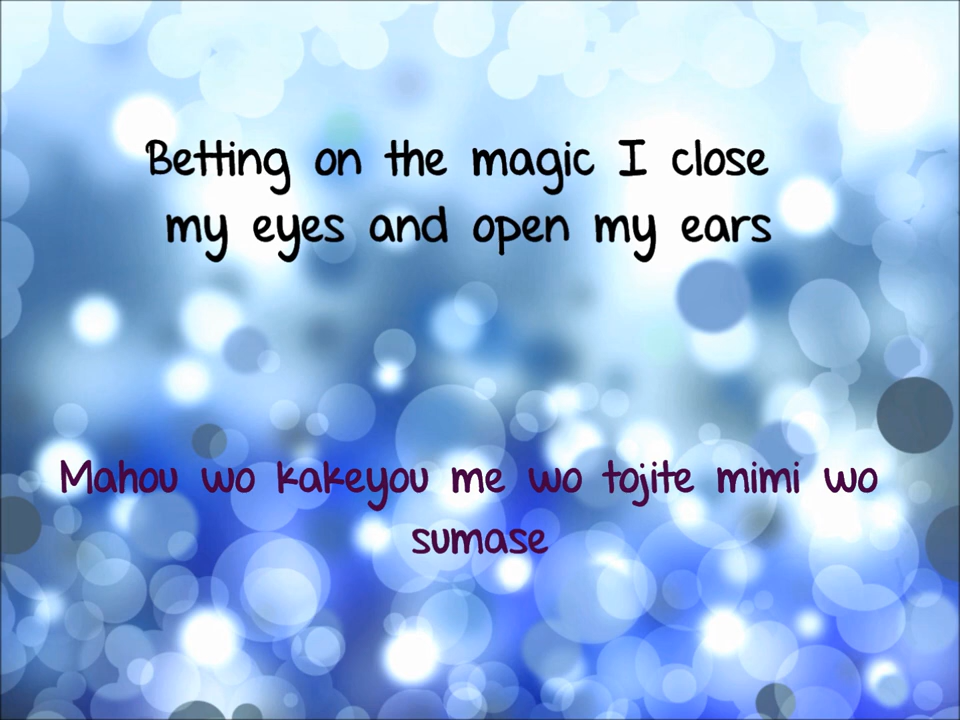 Betting on the magic I close
my eyes and open my ears
Mahou wo kakeyou me wo tojite mimi wo
sumase